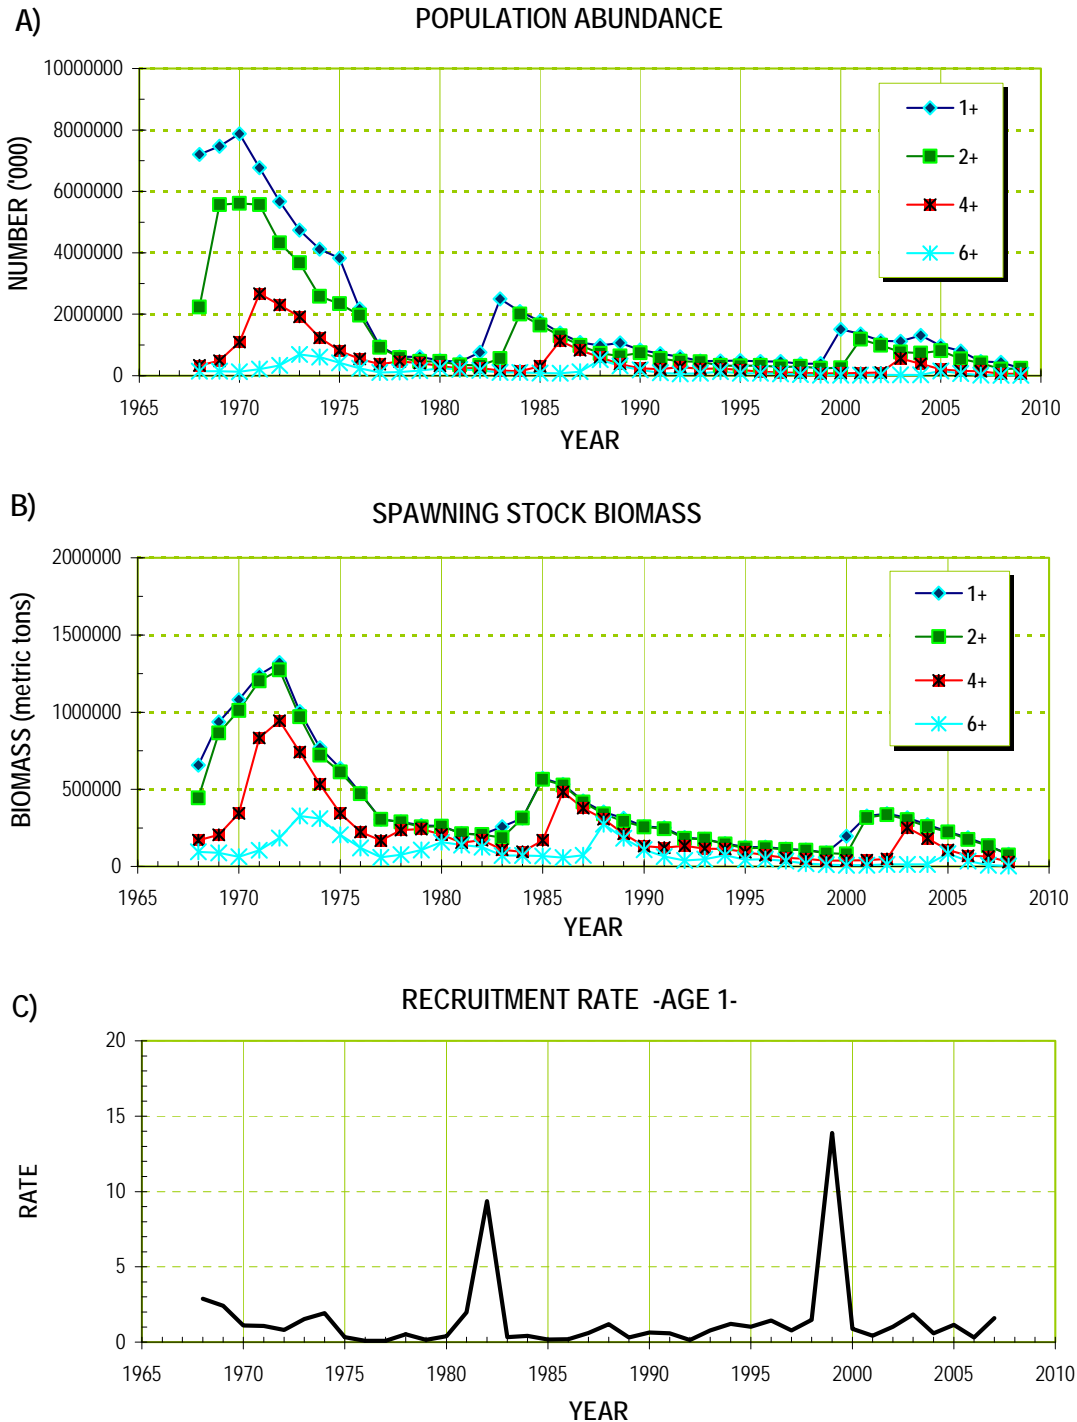 A)
POPULATION ABUNDANCE
10000000
8000000
6000000
4000000
2000000
0
NUMBER ('000)
1+
2+
4+
6+
1965 1970 1975 1980 1985 1990 1995 2000 2005 2010
YEAR
B)
SPAWNING STOCK BIOMASS
2000000
1500000
1000000
500000
0
BIOMASS (metric tons)
1+
2+
4+
6+
1965 1970 1975 1980 1985 1990 1995 2000 2005 2010
YEAR
C)
RECRUITMENT RATE -AGE 1-
20
15
10
5
0
RATE
1965 1970 1975 1980 1985 1990 1995 2000 2005 2010
YEAR